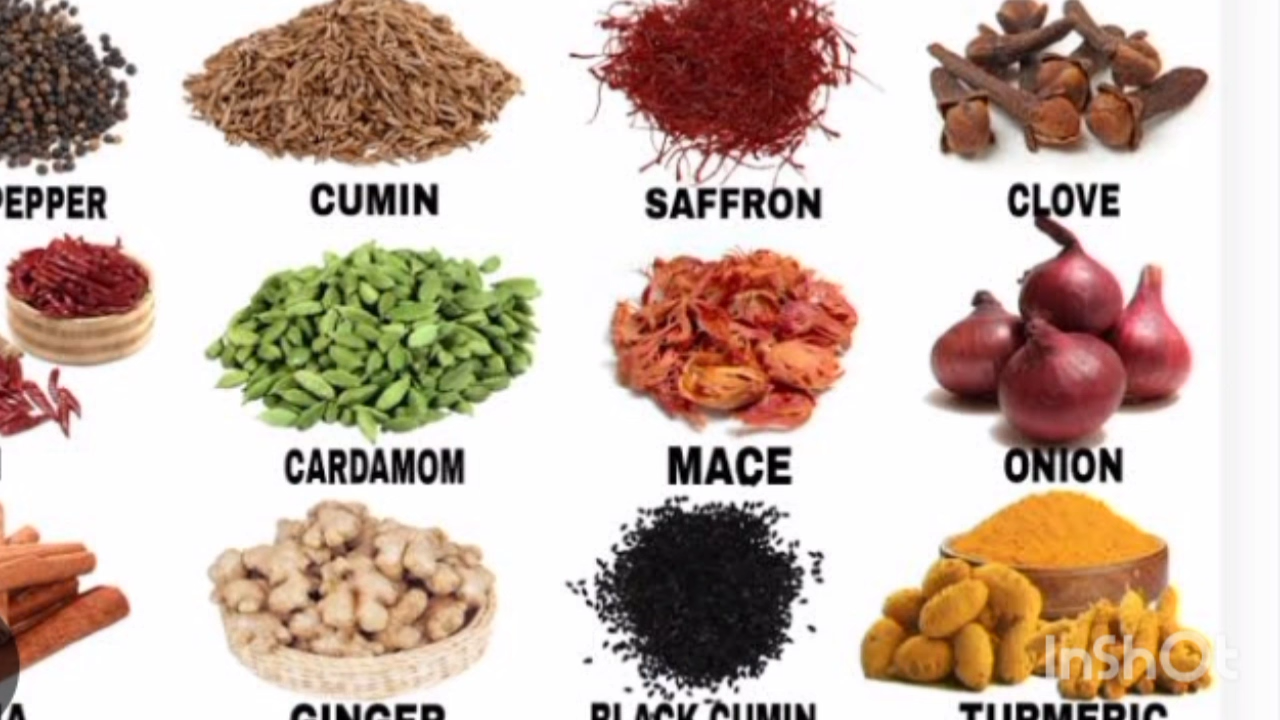 PEPPER CUMIN SAFFRON CLOVE
CARDAMOM MACE ONION
GINGER BLACK CUMIN TURMERIC
InShOt